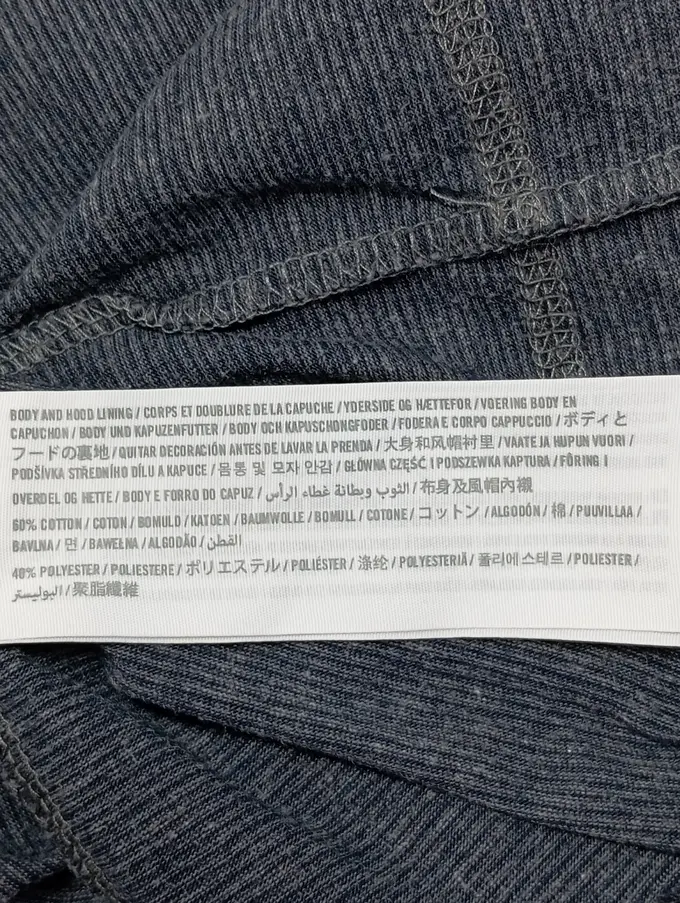 BODY AND HOOD LINING / CORPS ET DOUBLURE DE LA CAPUCHE / YDERSIDE OG HÆTTEFOR / VOERING BODY EN
CAPUCHON / BODY UND KAPUZENFUTTER / BODY OCH KAPUSCHONGFODER / FODERA E CORPO CAPPUCCIO / ボディと
フードの裏地 / QUITAR DECORACIÓN ANTES DE LAVAR LA PRENDA / 大身和风帽衬里 / VAATE JA HUPUN VUORI /
PODŠÍVKA STŘEDNÍHO DÍLU A KAPUCE / 몸통 및 모자 안감 / GŁÓWNA CZĘŚĆ I PODSZEWKA KAPTURA / FÔRING I
OVERDEL OG HETTE / BODY E FORRO DO CAPUZ / الثوب وبطانة غطاء الرأس / 布身及風帽內襯
60% COTTON / COTON / BOMULD / KATOEN / BAUMWOLLE / BOMULL / COTONE / コットン / ALGODÓN / 棉 / PUUVILLAA /
BAVLNA / 면 / BAWEŁNA / ALGODÃO / القطن
40% POLYESTER / POLIESTERE / ポリエステル / POLIÉSTER / 涤纶 / POLYESTERIÄ / 폴리에스테르 / POLIESTER /
البوليستر / 聚脂纖維